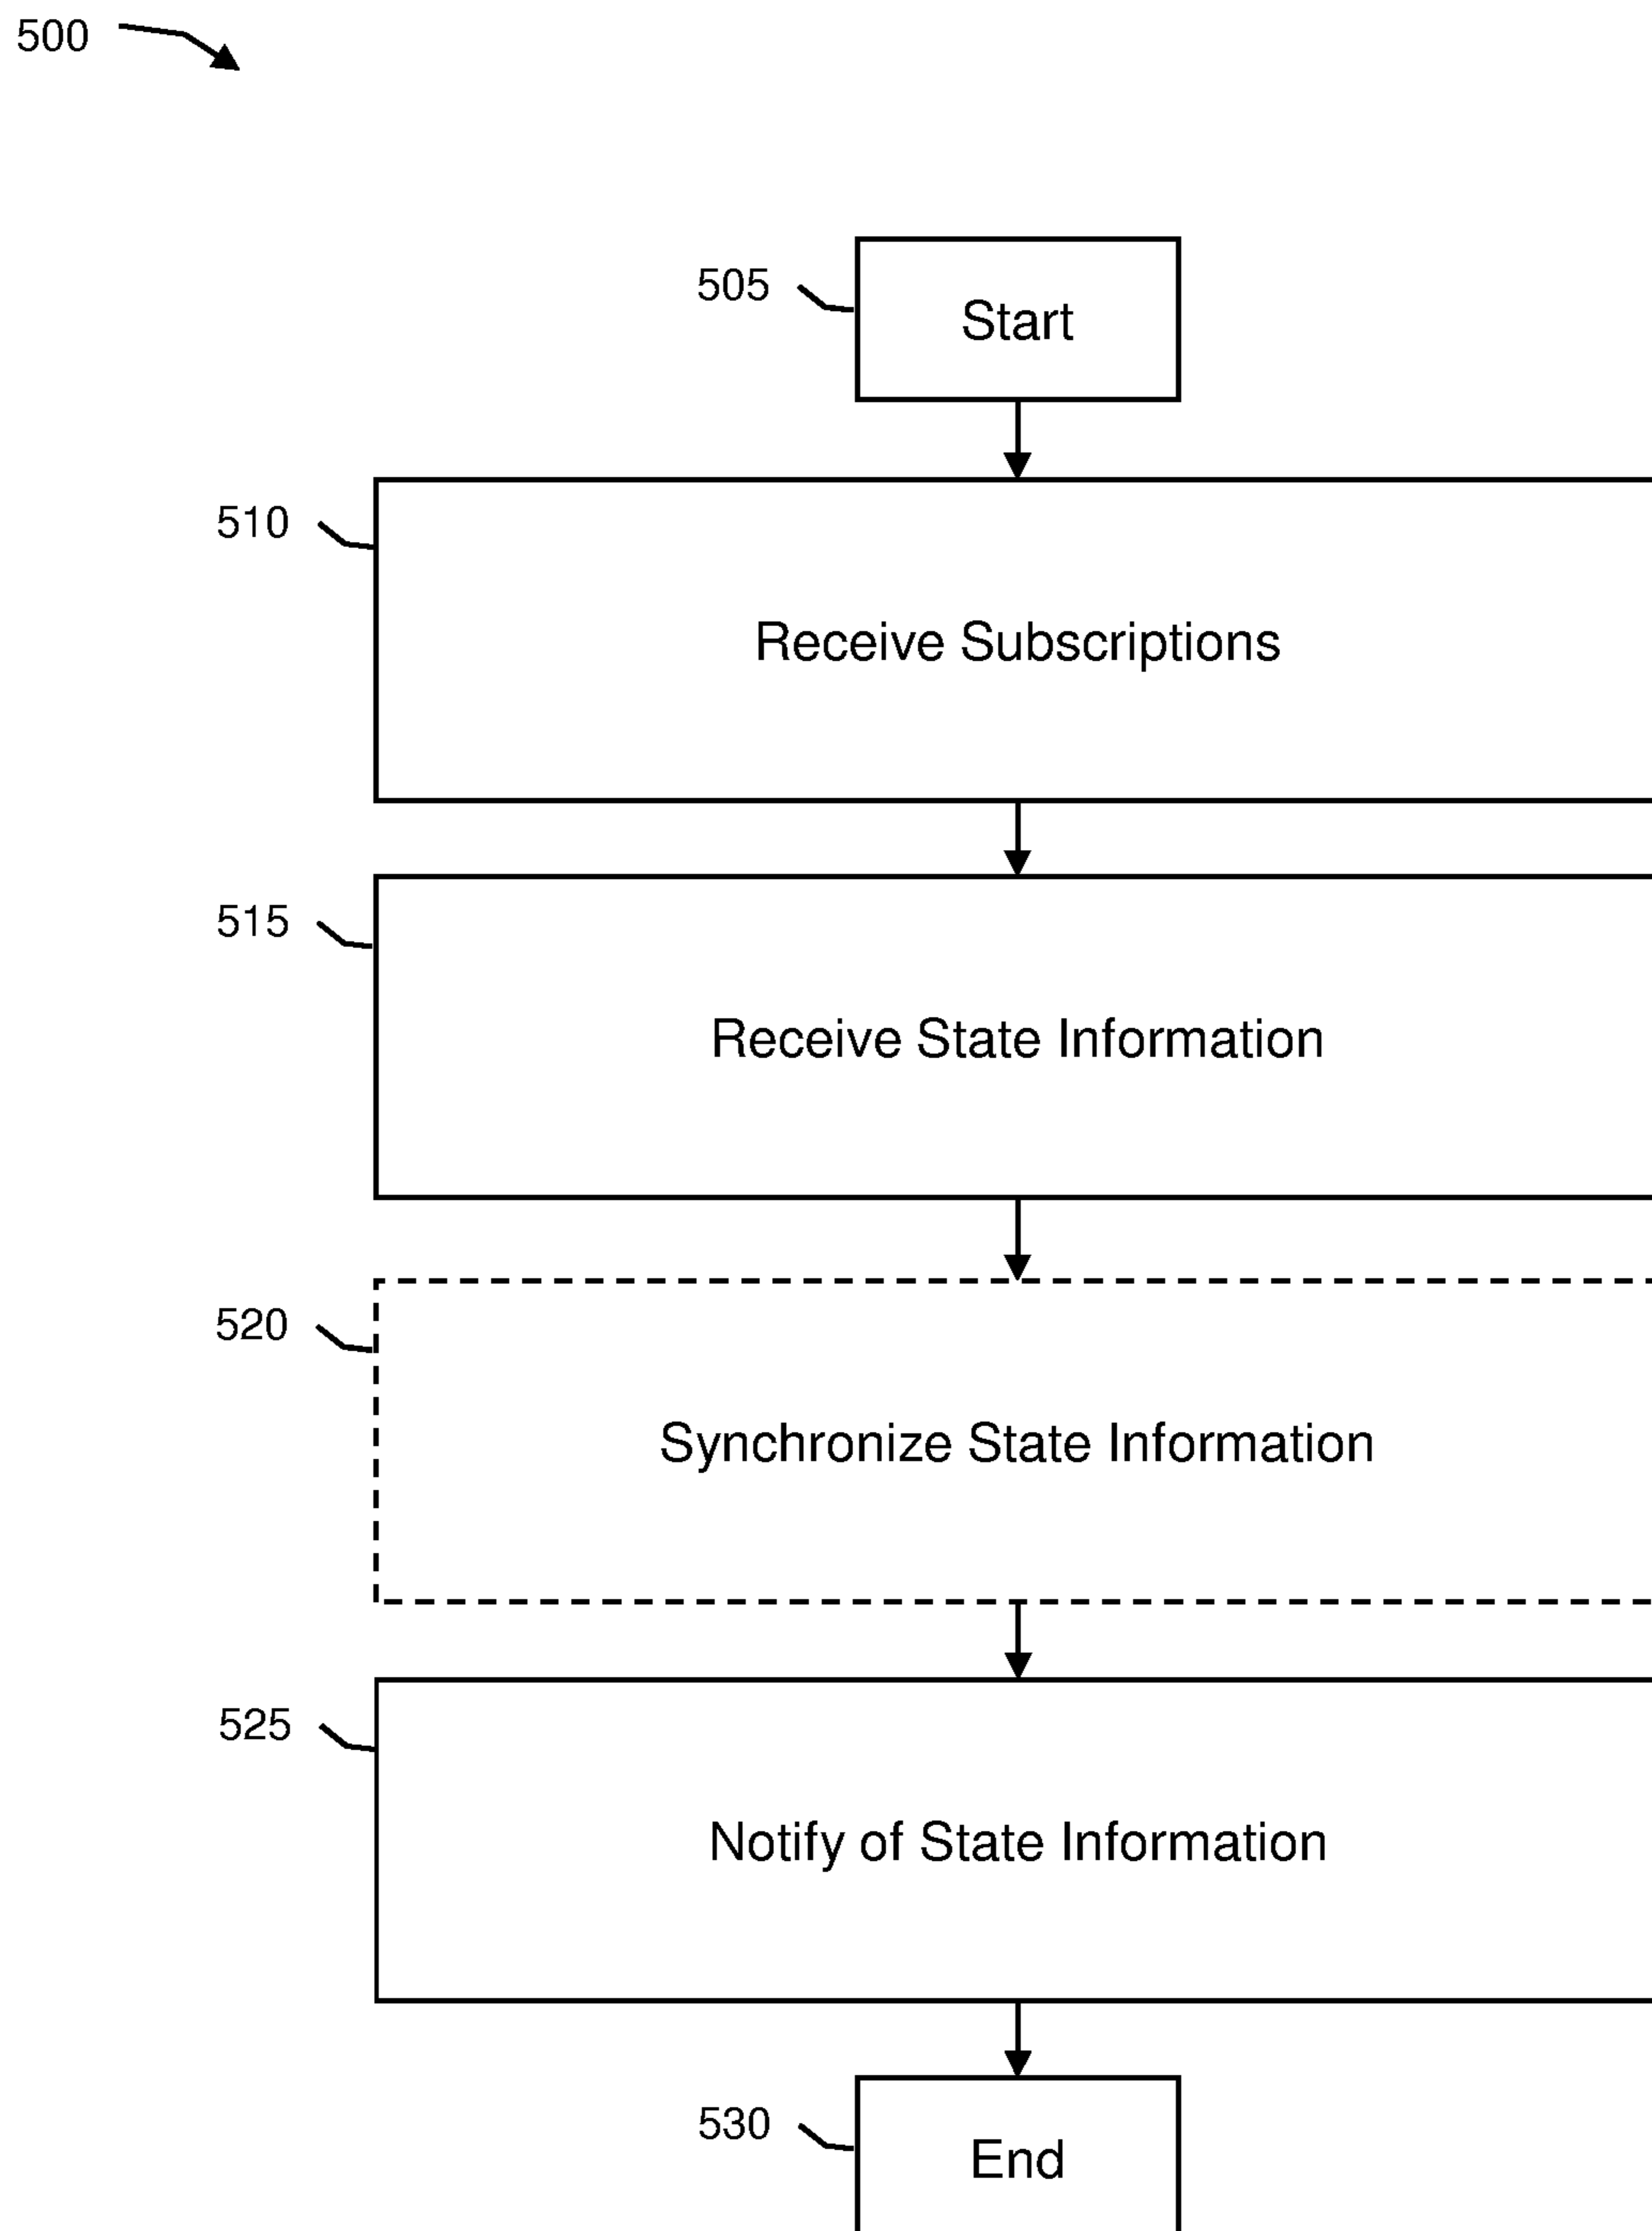 500
505
Start
510
Receive Subscriptions
515
Receive State Information
520
Synchronize State Information
525
Notify of State Information
530
End